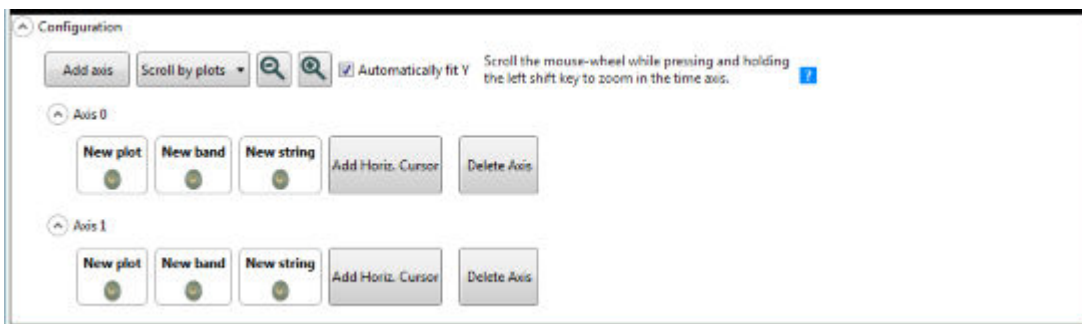 Configuration
Add axis Scroll by plots Automatically fit Y Scroll the mouse-wheel while pressing and holding
the left shift key to zoom in the time axis. ?
Axis 0
New plot New band New string Add Horiz. Cursor Delete Axis
Axis 1
New plot New band New string Add Horiz. Cursor Delete Axis